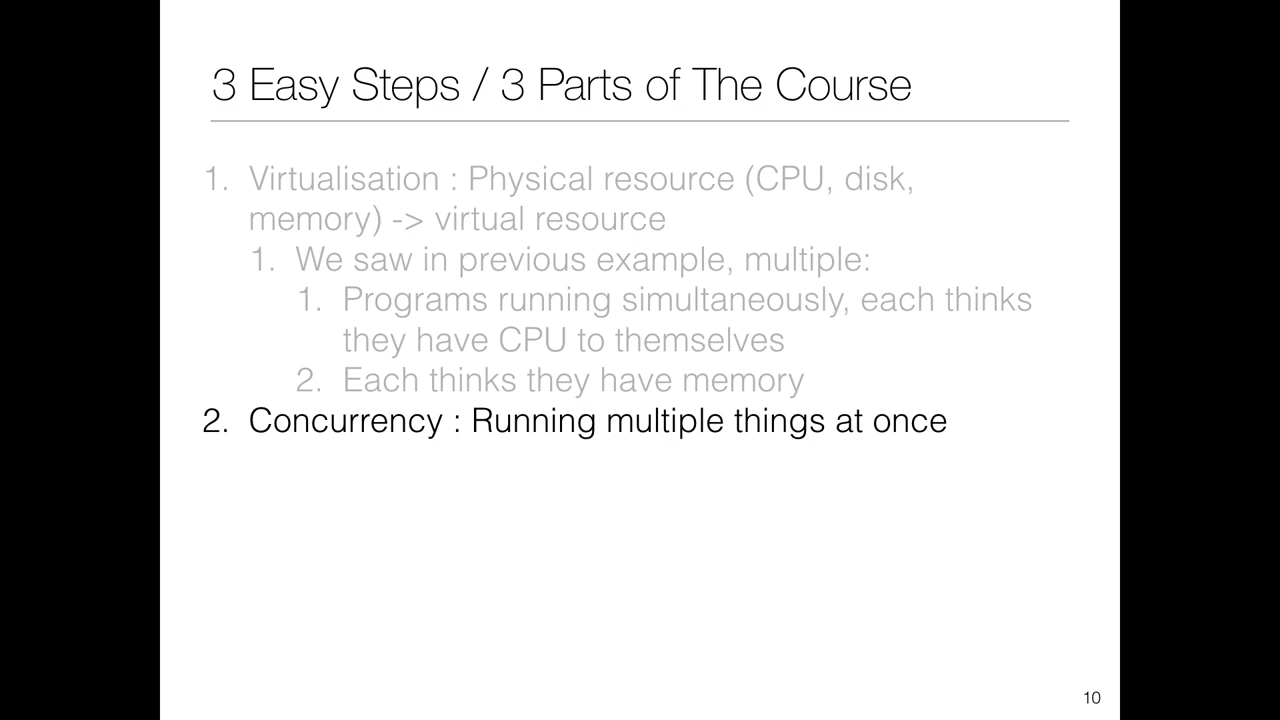 3 Easy Steps / 3 Parts of The Course
1. Virtualisation : Physical resource (CPU, disk,
memory) -> virtual resource
1. We saw in previous example, multiple:
1. Programs running simultaneously, each thinks
they have CPU to themselves
2. Each thinks they have memory
2. Concurrency : Running multiple things at once
10